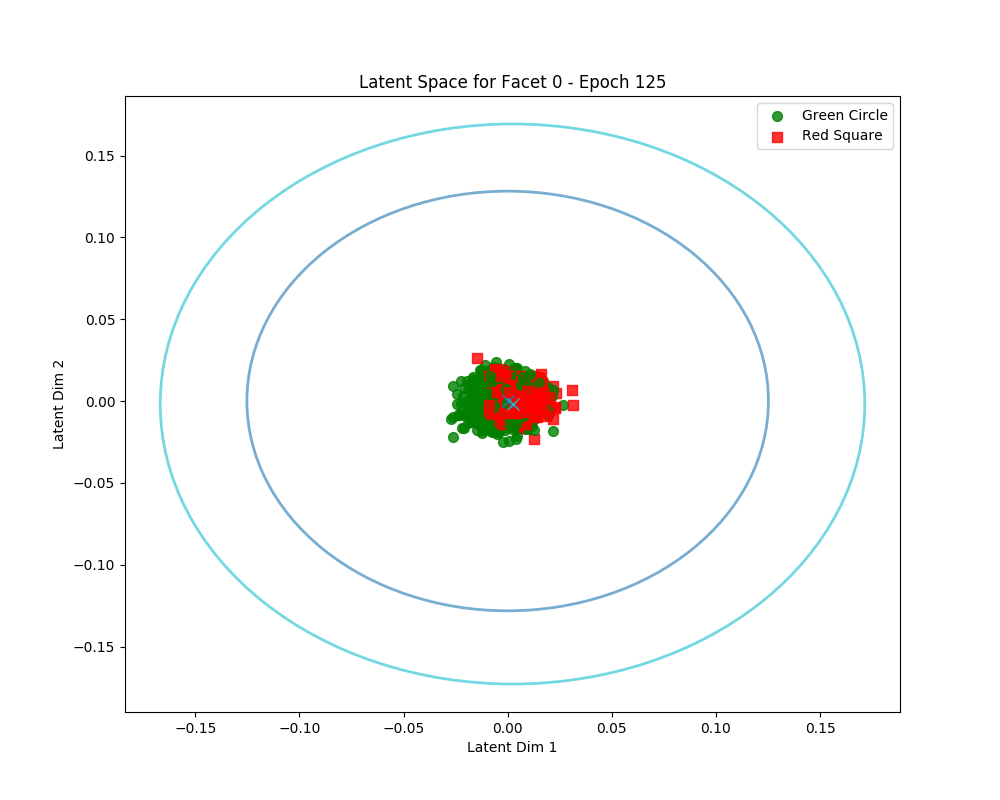 Latent Space for Facet 0 - Epoch 125
Green Circle
Red Square
0.15
0.10
0.05
0.00
−0.05
−0.10
−0.15
Latent Dim 2
−0.15 −0.10 −0.05 0.00 0.05 0.10 0.15
Latent Dim 1